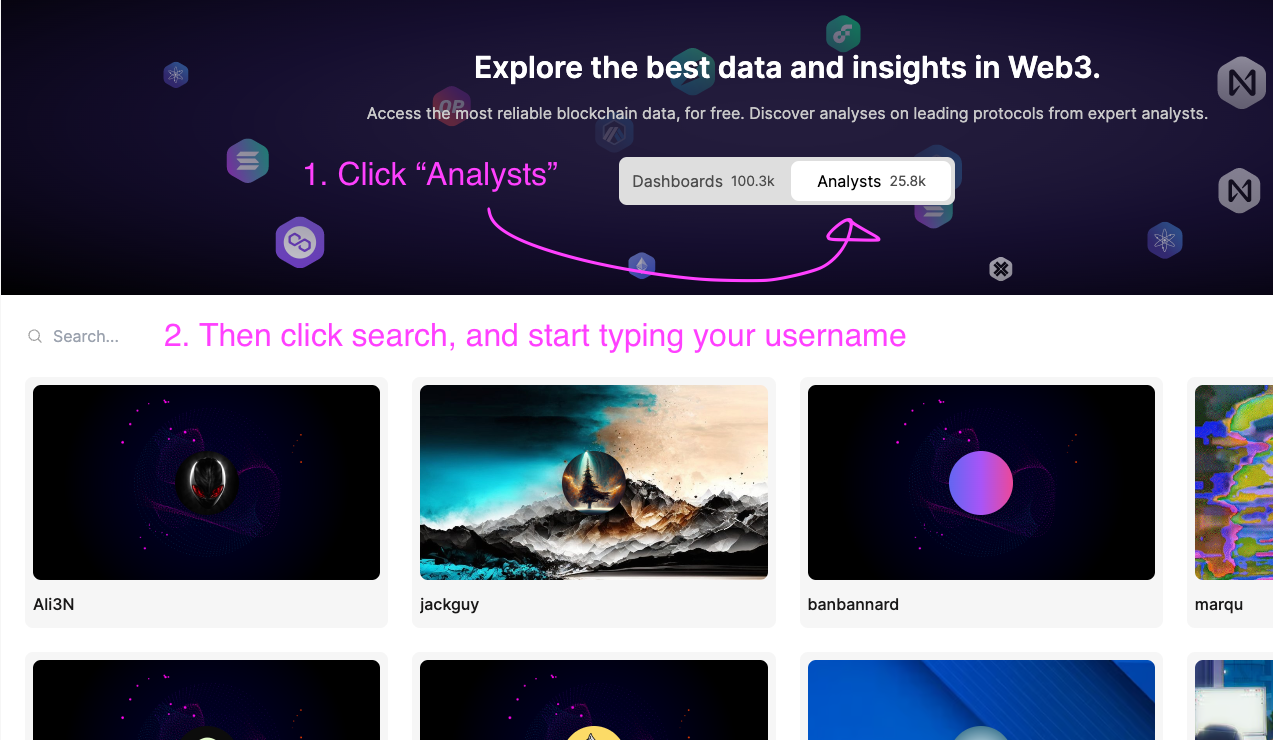 Explore the best data and insights in Web3.
OP
Access the most reliable blockchain data, for free. Discover analyses on leading protocols from expert analysts.
1. Click “Analysts”
Dashboards 100.3k Analysts 25.8k
Search...
2. Then click search, and start typing your username
Ali3N
jackguy
banbannard
marqu